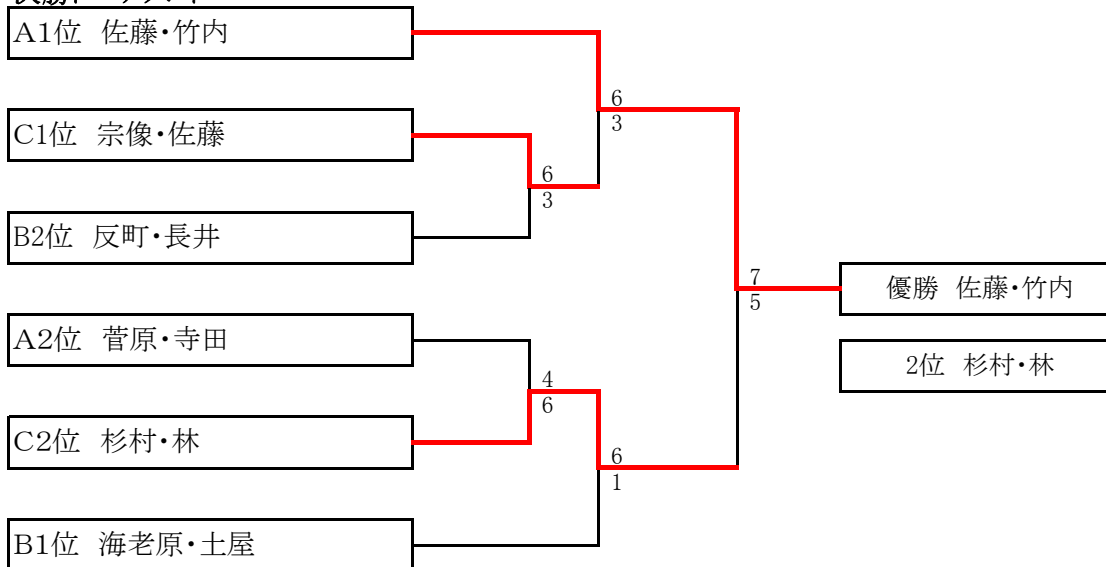 A1位 佐藤・竹内
C1位 宗像・佐藤
B2位 反町・長井
A2位 菅原・寺田
C2位 杉村・林
B1位 海老原・土屋
6
3
6
3
4
6
6
1
7
5
優勝 佐藤・竹内
2位 杉村・林